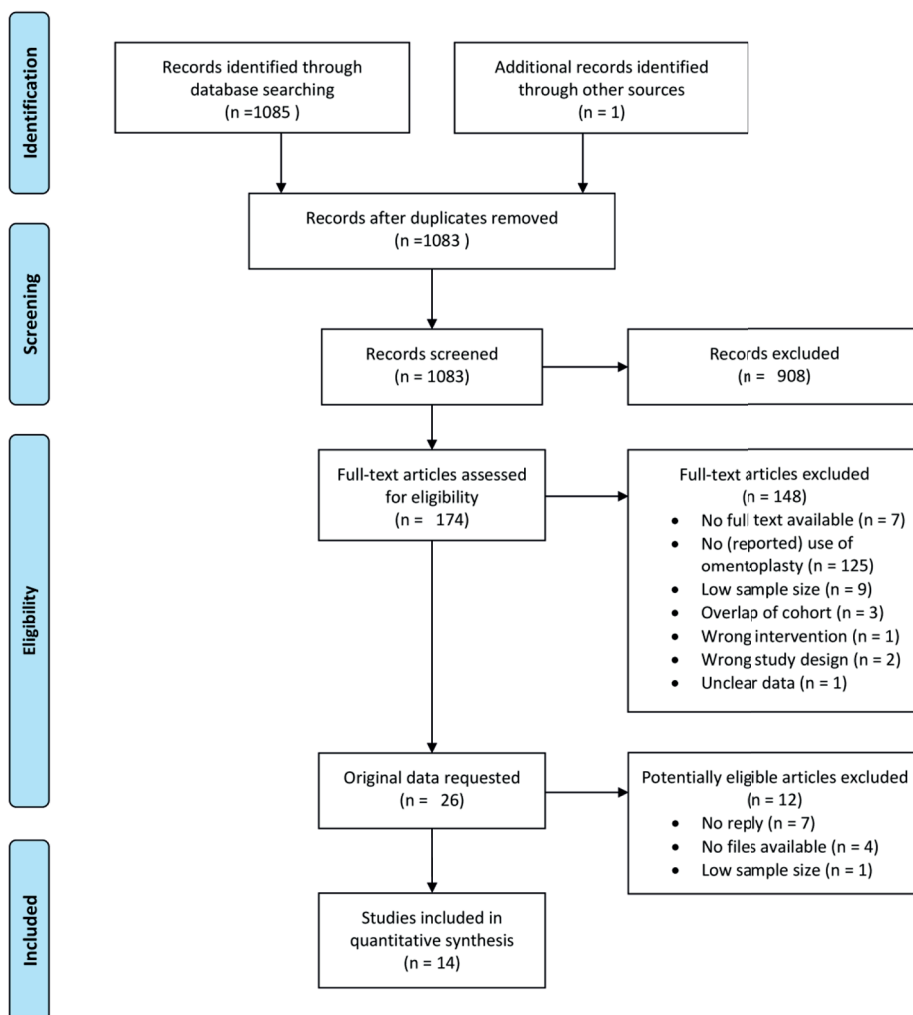 Identification
Records identified through
database searching
(n =1085 )
Additional records identified
through other sources
(n = 1)
Records after duplicates removed
(n =1083 )
Screening
Records screened
(n = 1083)
Records excluded
(n = 908)
Eligibility
Full-text articles assessed
for eligibility
(n = 174)
Full-text articles excluded
(n = 148)
• No full text available (n = 7)
• No (reported) use of
omentoplasty (n = 125)
• Low sample size (n = 9)
• Overlap of cohort (n = 3)
• Wrong intervention (n = 1)
• Wrong study design (n = 2)
• Unclear data (n = 1)
Original data requested
(n = 26)
Potentially eligible articles excluded
(n = 12)
• No reply (n = 7)
• No files available (n = 4)
• Low sample size (n = 1)
Included
Studies included in
quantitative synthesis
(n = 14)